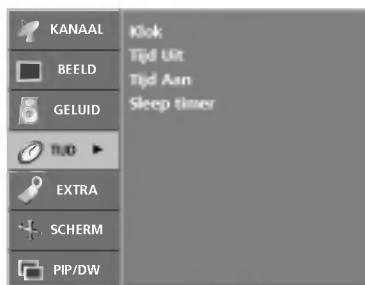 KANAAL
BEELD
GELUID
TIJD
EXTRA
SCHERM
PIP/DW
Klok
Tijd Uit
Tijd Aan
Sleep timer